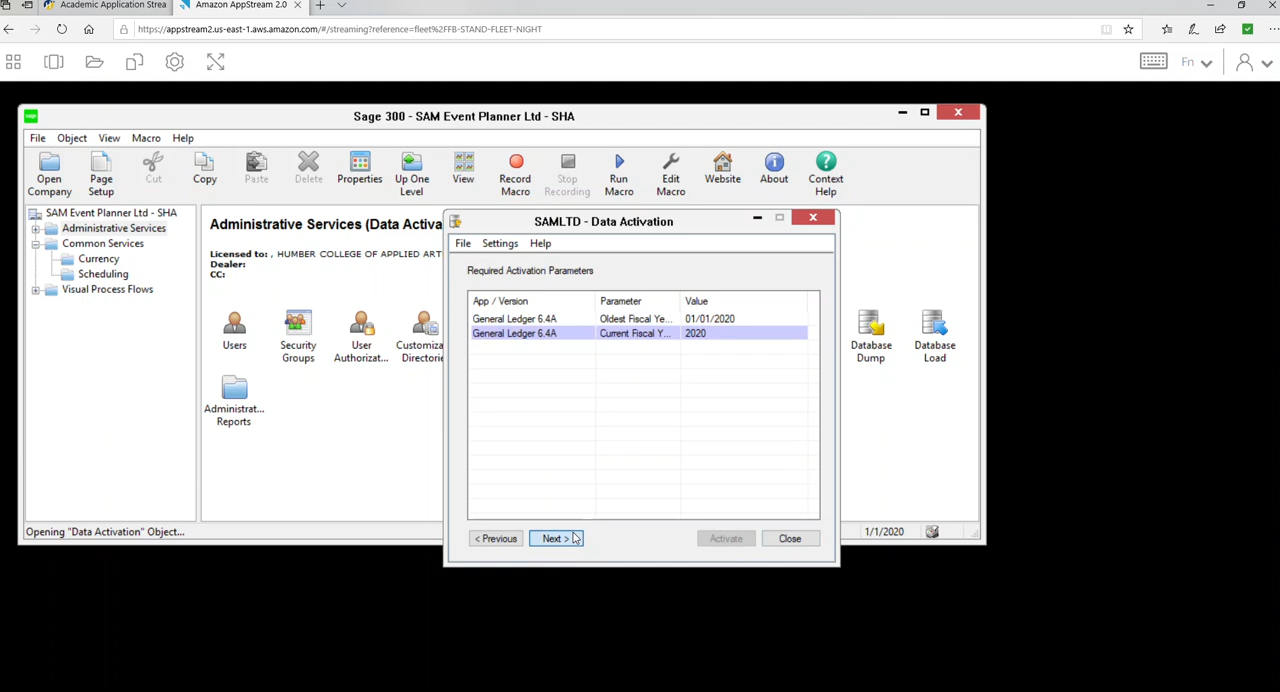 Academic Application Strea
Amazon AppStream 2.0
https://appstream2.us-east-1.aws.amazon.com/#/streaming?reference=fleet%2FFB-STAND-FLEET-NIGHT
Fn
sage
Sage 300 - SAM Event Planner Ltd - SHA
File Object View Macro Help
Open Company
Page Setup
Cut
Copy
Paste
Delete
Properties
Up One Level
View
Record Macro
Stop Recording
Run Macro
Edit Macro
Website
About
Context Help
SAM Event Planner Ltd - SHA
Administrative Services
Common Services
Currency
Scheduling
Visual Process Flows
Administrative Services (Data Activa
Licensed to: , HUMBER COLLEGE OF APPLIED ART
Dealer:
CC:
Users
Security Groups
User Authorizat...
Customiza Directorie
Database Dump
Database Load
Administrat... Reports
SAMLTD - Data Activation
File Settings Help
Required Activation Parameters
App / Version Parameter Value
General Ledger 6.4A Oldest Fiscal Ye... 01/01/2020
General Ledger 6.4A Current Fiscal Y... 2020
< Previous Next > Activate Close
Opening "Data Activation" Object...
1/1/2020